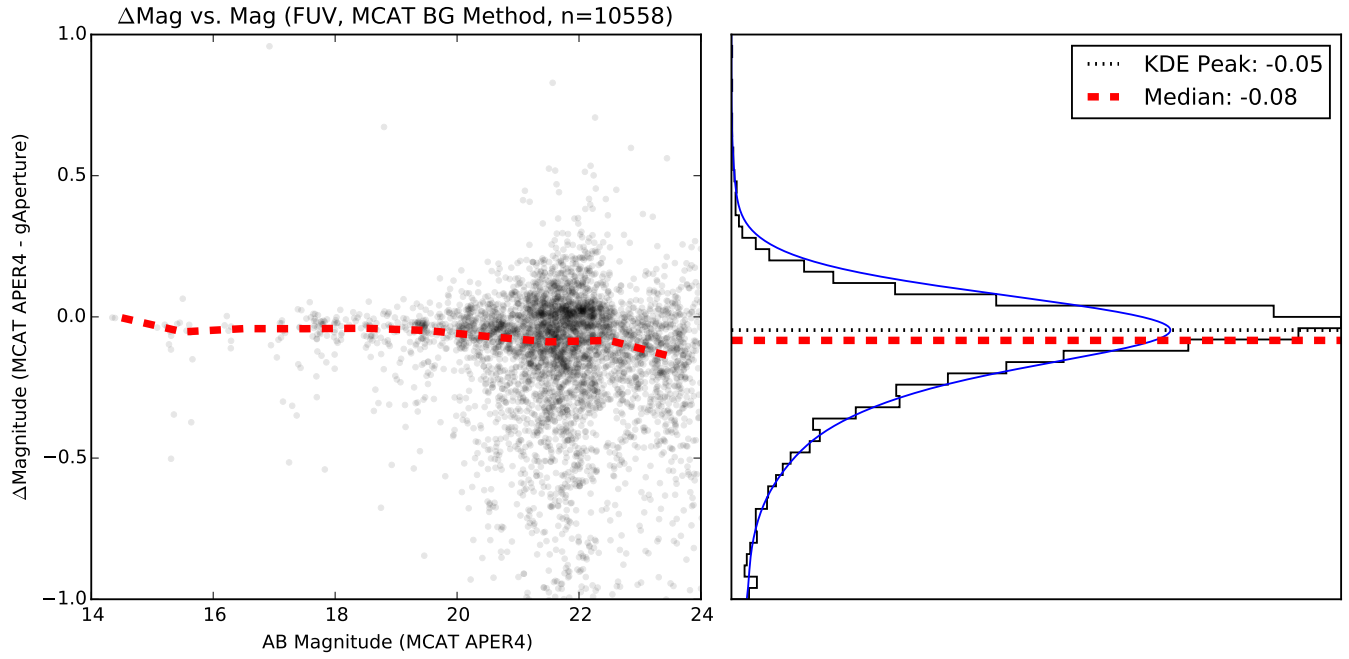 ΔMag vs. Mag (FUV, MCAT BG Method, n=10558)
1.0
0.5
0.0
−0.5
−1.0
ΔMagnitude (MCAT APER4 - gAperture)
14 16 18 20 22 24
AB Magnitude (MCAT APER4)
KDE Peak: -0.05
Median: -0.08